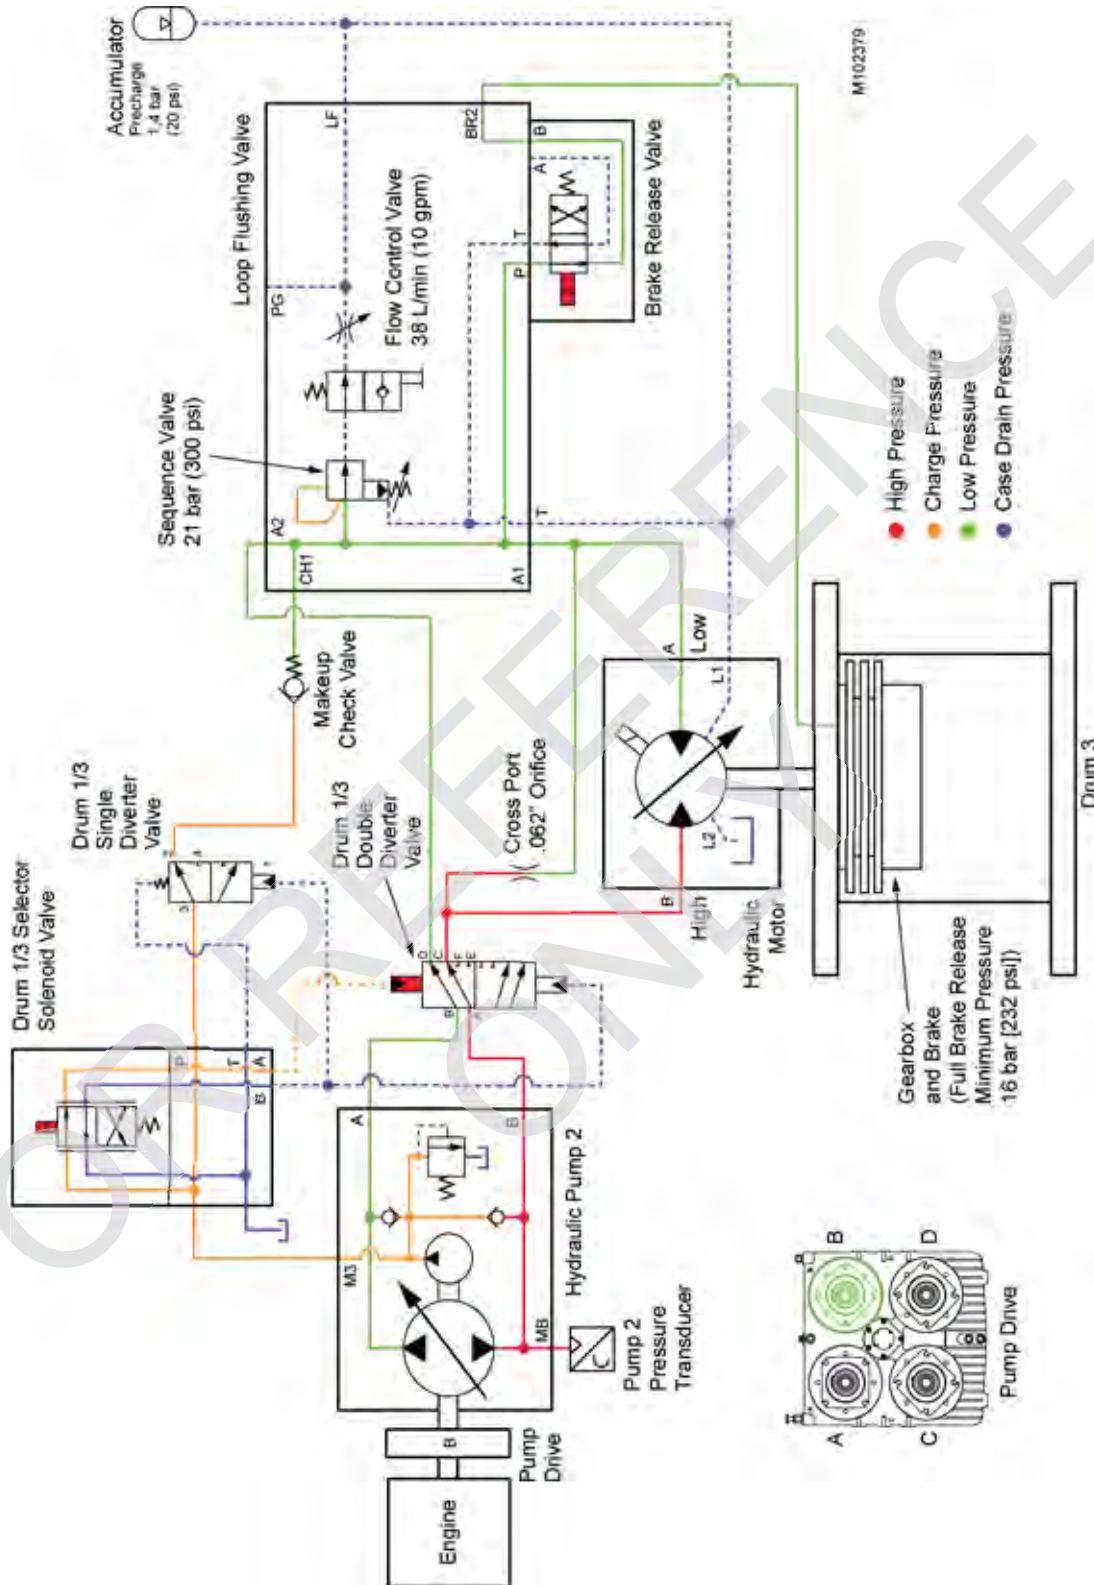 Accumulator
Precharge
1,4 bar
(20 psi)
Loop Flushing Valve
LF
PG
BR2
B
A
T
P
Brake Release Valve
Flow Control Valve
38 L/min (10 gpm)
Sequence Valve
21 bar (300 psi)
A2
CH1
A1
T
Makeup
Check Valve
Drum 1/3
Single
Diverter
Valve
Drum 1/3
Double
Diverter
Valve
Drum 1/3 Selector
Solenoid Valve
P
T
A
B
3
2
4
1
D
C
F
E
B
A
Cross Port
.062" Orifice
A
Low
L1
L2
B
High
Hydraulic
Motor
Gearbox
and Brake
(Full Brake Release
Minimum Pressure
16 bar [232 psi])
Drum 3
High Pressure
Charge Pressure
Low Pressure
Case Drain Pressure
M102379
M3
A
B
MB
Hydraulic Pump 2
Pump 2
Pressure
Transducer
Engine
B
Pump
Drive
A
B
C
D
Pump Drive
FOR REFERENCE
ONLY